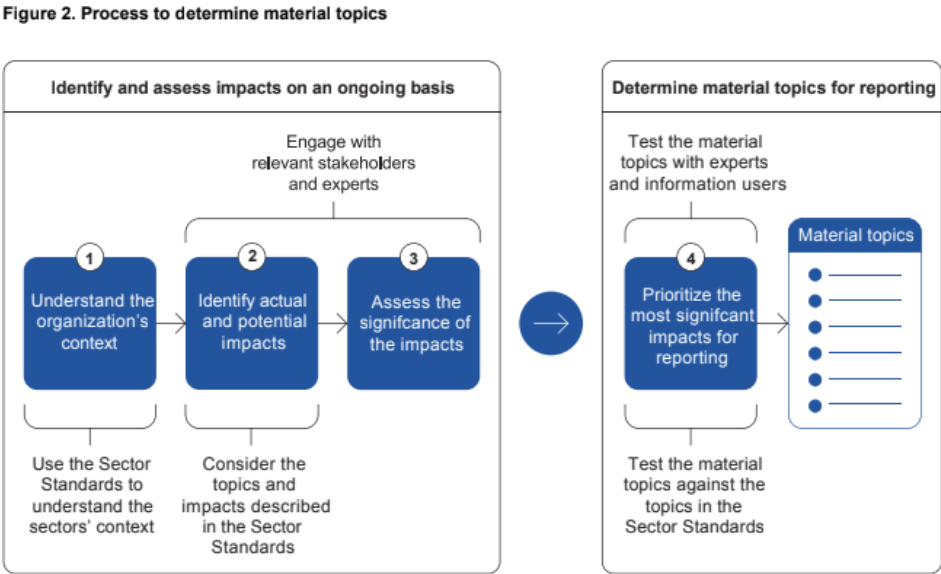 Figure 2. Process to determine material topics
Identify and assess impacts on an ongoing basis
Engage with
relevant stakeholders
and experts
1
Understand the
organization's
context
2
Identify actual
and potential
impacts
3
Assess the
signifcance of
the impacts
Use the Sector
Standards to
understand the
sectors' context
Consider the
topics and
impacts described
in the Sector
Standards
Determine material topics for reporting
Test the material
topics with experts
and information users
4
Prioritize the
most signifcant
impacts for
reporting
Material topics
Test the material
topics against the
topics in the
Sector Standards